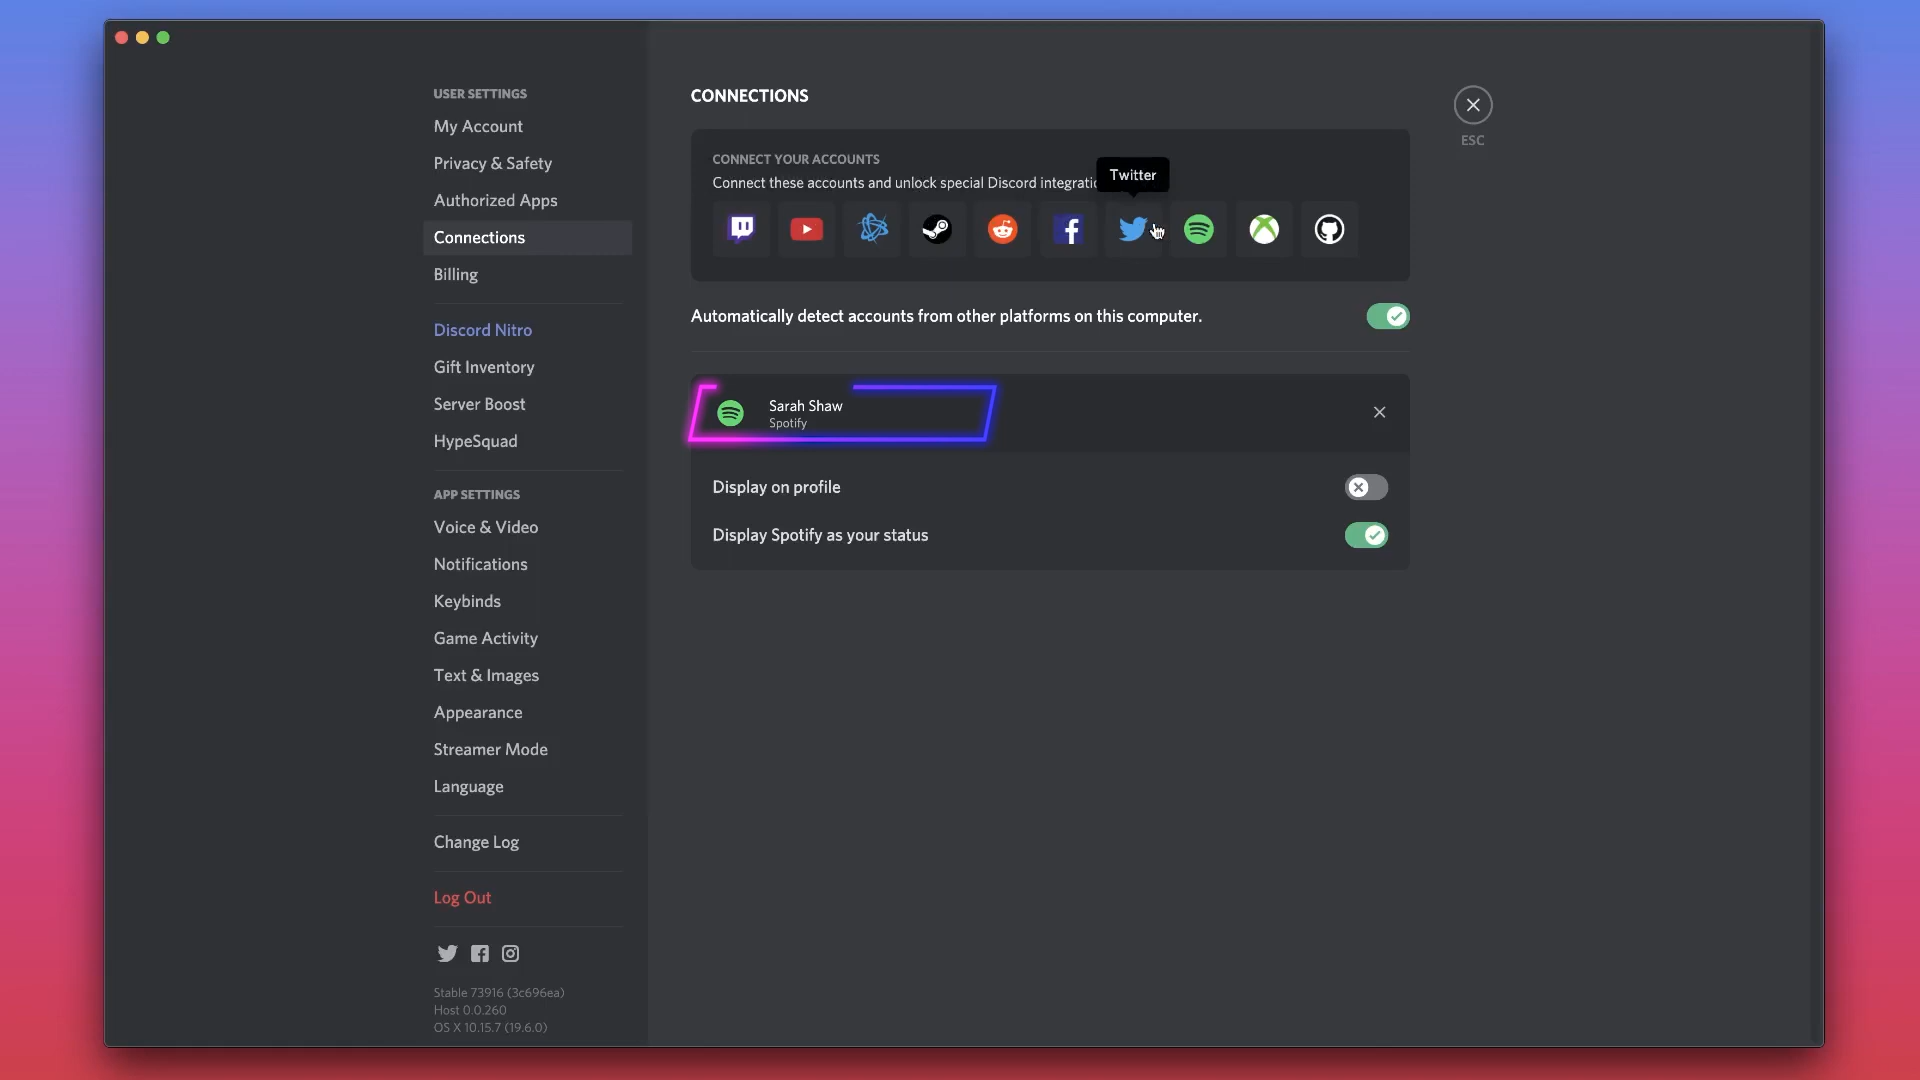 USER SETTINGS
My Account
Privacy & Safety
Authorized Apps
Connections
Billing
Discord Nitro
Gift Inventory
Server Boost
HypeSquad
APP SETTINGS
Voice & Video
Notifications
Keybinds
Game Activity
Text & Images
Appearance
Streamer Mode
Language
Change Log
Log Out
Stable 73916 (3c696ea)
Host 0.0.260
OS X 10.15.7 (19.6.0)
CONNECTIONS
CONNECT YOUR ACCOUNTS
Connect these accounts and unlock special Discord integratio
Twitter
Automatically detect accounts from other platforms on this computer.
Sarah Shaw
Spotify
Display on profile
Display Spotify as your status
ESC